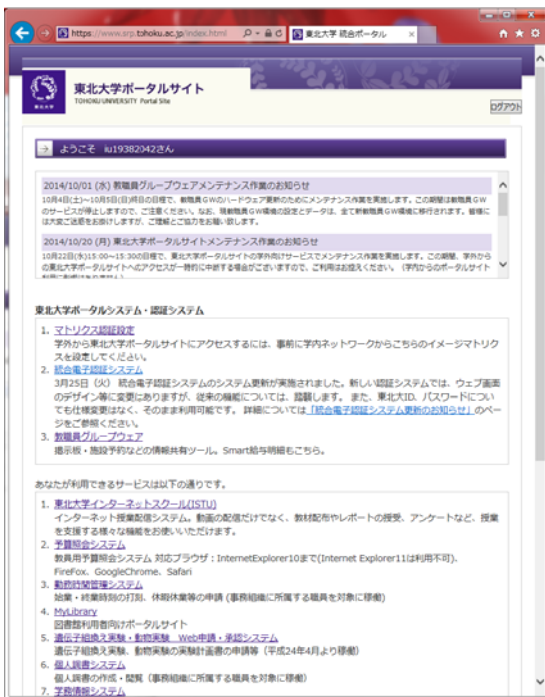 https://www.srp.tohoku.ac.jp/index.html
東北大学 統合ポータル
東北大学ポータルサイト
TOHOKU UNIVERSITY Portal Site
東北大学
ログアウト
ようこそ iu19382042さん
2014/10/01 (水) 教職員グループウェアメンテナンス作業のお知らせ
10月4日(土)~10月5日(日)終日の日程で、教職員GWのハードウェア更新のためにメンテナンス作業を実施します。この期間は教職員GW
のサービスが停止しますので、ご注意ください。なお、現教職員GW環境の設定とデータは、全て新教職員GW環境に移行されます。皆様に
は大変ご迷惑をお掛けしますが、ご理解とご協力をお願い致します。
2014/10/20 (月) 東北大学ポータルサイトメンテナンス作業のお知らせ
10月22日(水)15:00~15:30の日程で、東北大学ポータルサイトの学外向けサービスでメンテナンス作業を実施します。この期間、学外から
の東北大学ポータルサイトへのアクセスが一時的に中断する場合がございますので、ご利用はお控えください。(学内からのポータルサイト
東北大学ポータルシステム・認証システム
1. マトリクス認証設定
学外から東北大学ポータルサイトにアクセスするには、事前に学内ネットワークからこちらのイメージマトリク
スを設定してください。
2. 統合電子認証システム
3月25日(火) 統合電子認証システムのシステム更新が実施されました。新しい認証システムでは、ウェブ画面
のデザイン等に変更はありますが、従来の機能については、踏襲します。また、東北大ID、パスワードについ
ても仕様変更はなく、そのまま利用可能です。 詳細については「統合電子認証システム更新のお知らせ」のペー
ジをご参照ください。
3. 教職員グループウェア
掲示板・施設予約などの情報共有ツール。Smart給与明細もこちら。
あなたが利用できるサービスは以下の通りです。
1. 東北大学インターネットスクール(ISTU)
インターネット授業配信システム。動画の配信だけでなく、教材配布やレポートの授受、アンケートなど、授業
を支援する様々な機能をお使いいただけます。
2. 予算照会システム
教員用予算照会システム 対応ブラウザ:InternetExplorer10まで(Internet Explorer11は利用不可)、
FireFox、GoogleChrome、Safari
3. 勤務時間管理システム
始業・終業時刻の打刻、休暇休業等の申請 (事務組織に所属する職員を対象に稼働)
4. MyLibrary
図書館利用者向けポータルサイト
5. 遺伝子組換え実験・動物実験 Web申請・承認システム
遺伝子組換え実験、動物実験の実験計画書の申請等(平成24年4月より稼働)
6. 個人調書システム
個人調書の作成・閲覧(事務組織に所属する職員を対象に稼働)
7. 学務情報システム